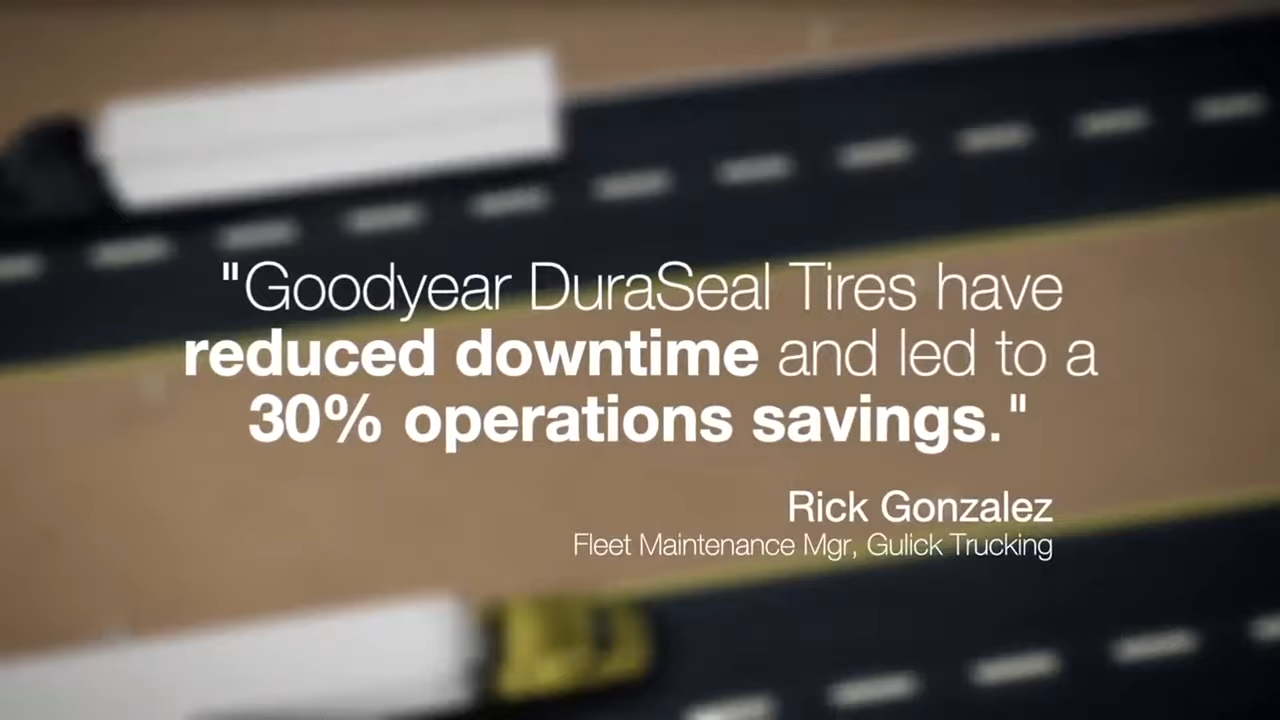 "Goodyear DuraSeal Tires have
reduced downtime and led to a
30% operations savings."
Rick Gonzalez
Fleet Maintenance Mgr, Gulick Trucking